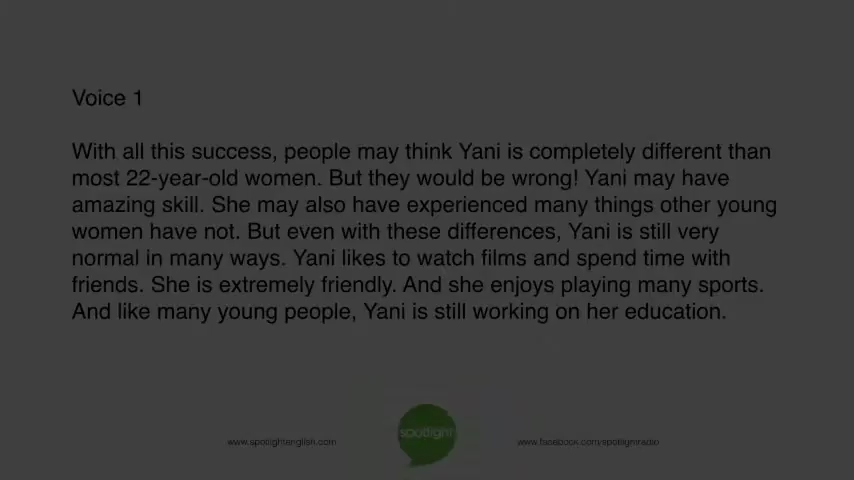 Voice 1
With all this success, people may think Yani is completely different than
most 22-year-old women. But they would be wrong! Yani may have
amazing skill. She may also have experienced many things other young
women have not. But even with these differences, Yani is still very
normal in many ways. Yani likes to watch films and spend time with
friends. She is extremely friendly. And she enjoys playing many sports.
And like many young people, Yani is still working on her education.
spotlight
www.spotlightenglish.com
www.facebook.com/spotlightradio